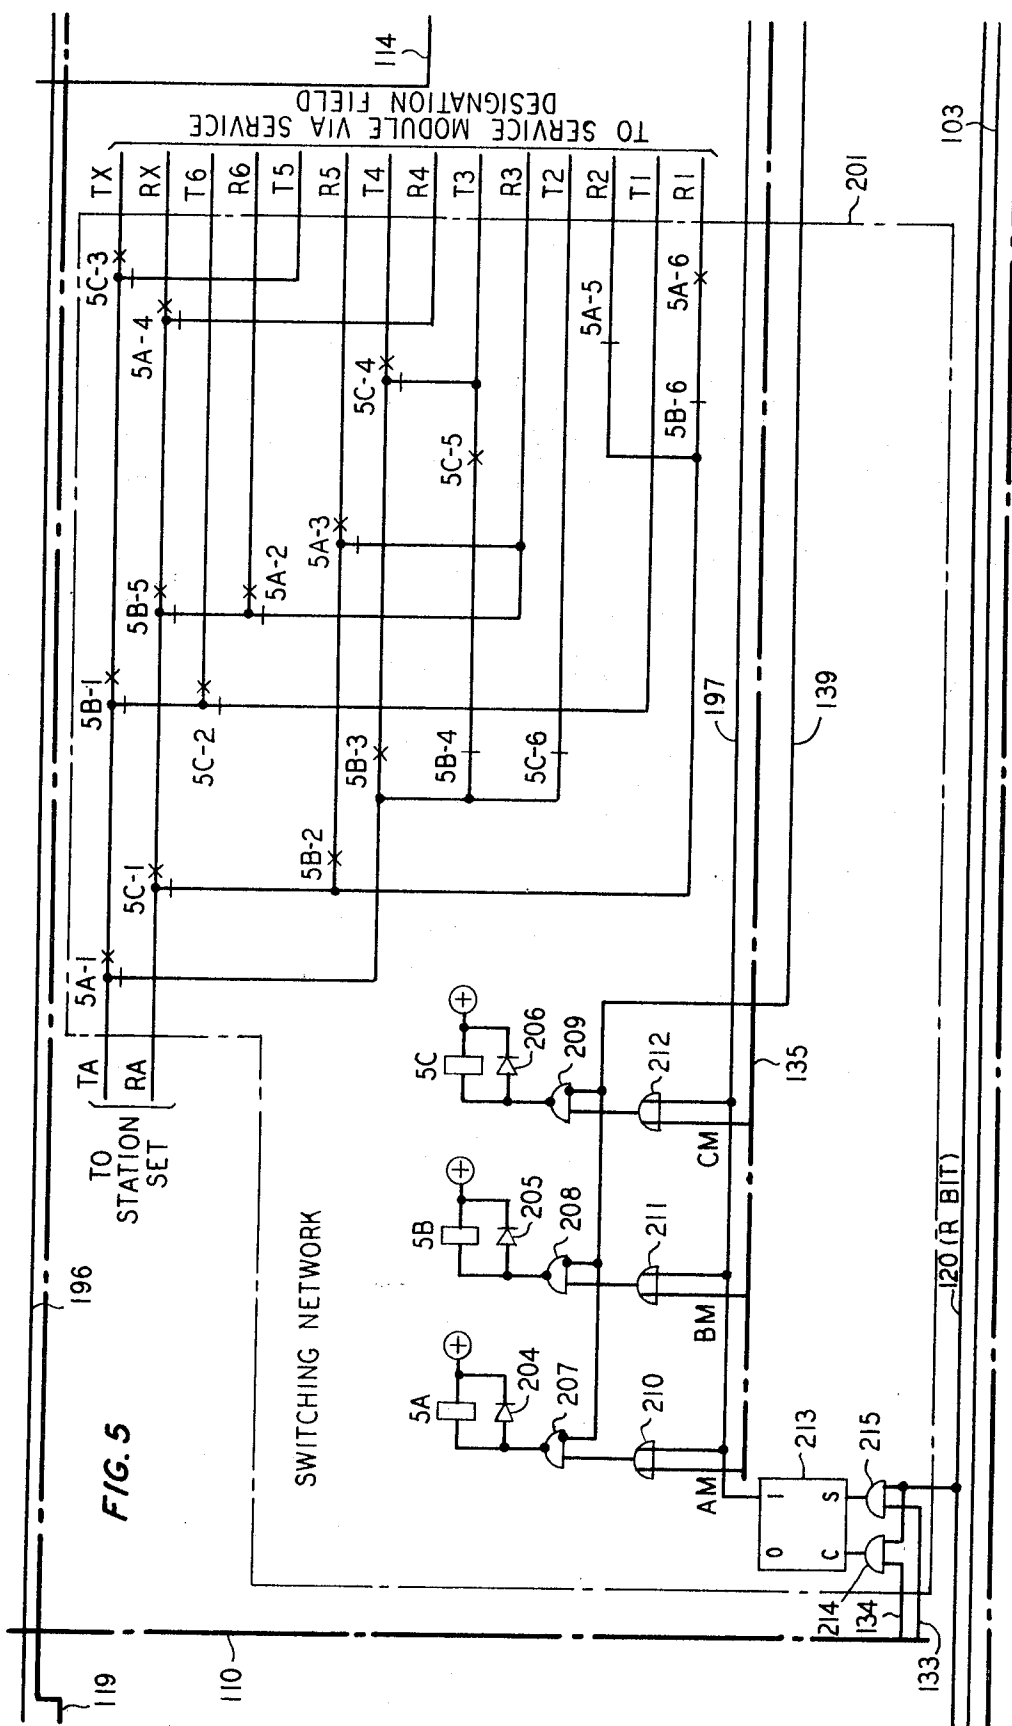 FIG. 5
119
110
196
SWITCHING NETWORK
TO
STATION
SET
TA
RA
5A-1
5C-1
5B-2
5B-3
5B-4
5C-6
5B-1
5C-2
5B-5
5A-2
5A-3
5C-5
5C-4
5A-4
5C-3
5A-5
5B-6
5A-6
TX
RX
T6
R6
T5
R5
T4
R4
T3
R3
T2
R2
T1
R1
TO SERVICE MODULE VIA SERVICE
DESIGNATION FIELD
114
201
103
5A
204
207
210
AM
5B
205
208
211
BM
5C
206
209
212
CM
135
197
139
213
0 1
C S
214
215
134
133
120 (R BIT)